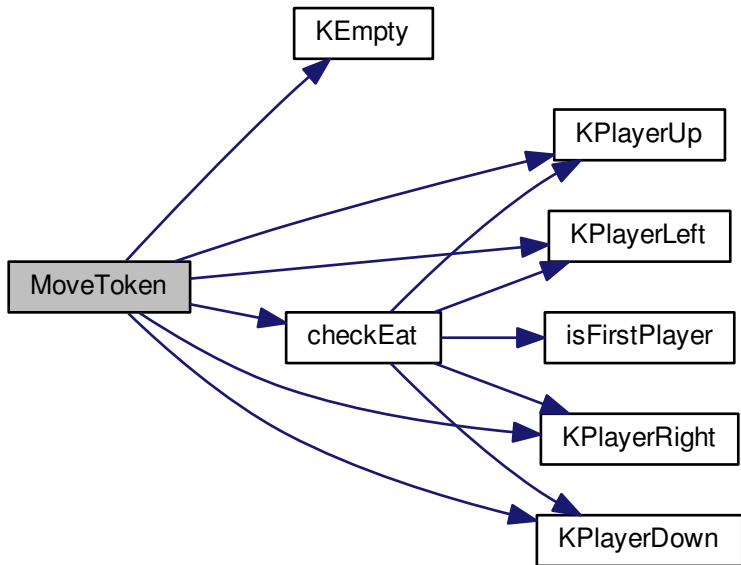 KEmpty
KPlayerUp
KPlayerLeft
MoveToken
checkEat
isFirstPlayer
KPlayerRight
KPlayerDown